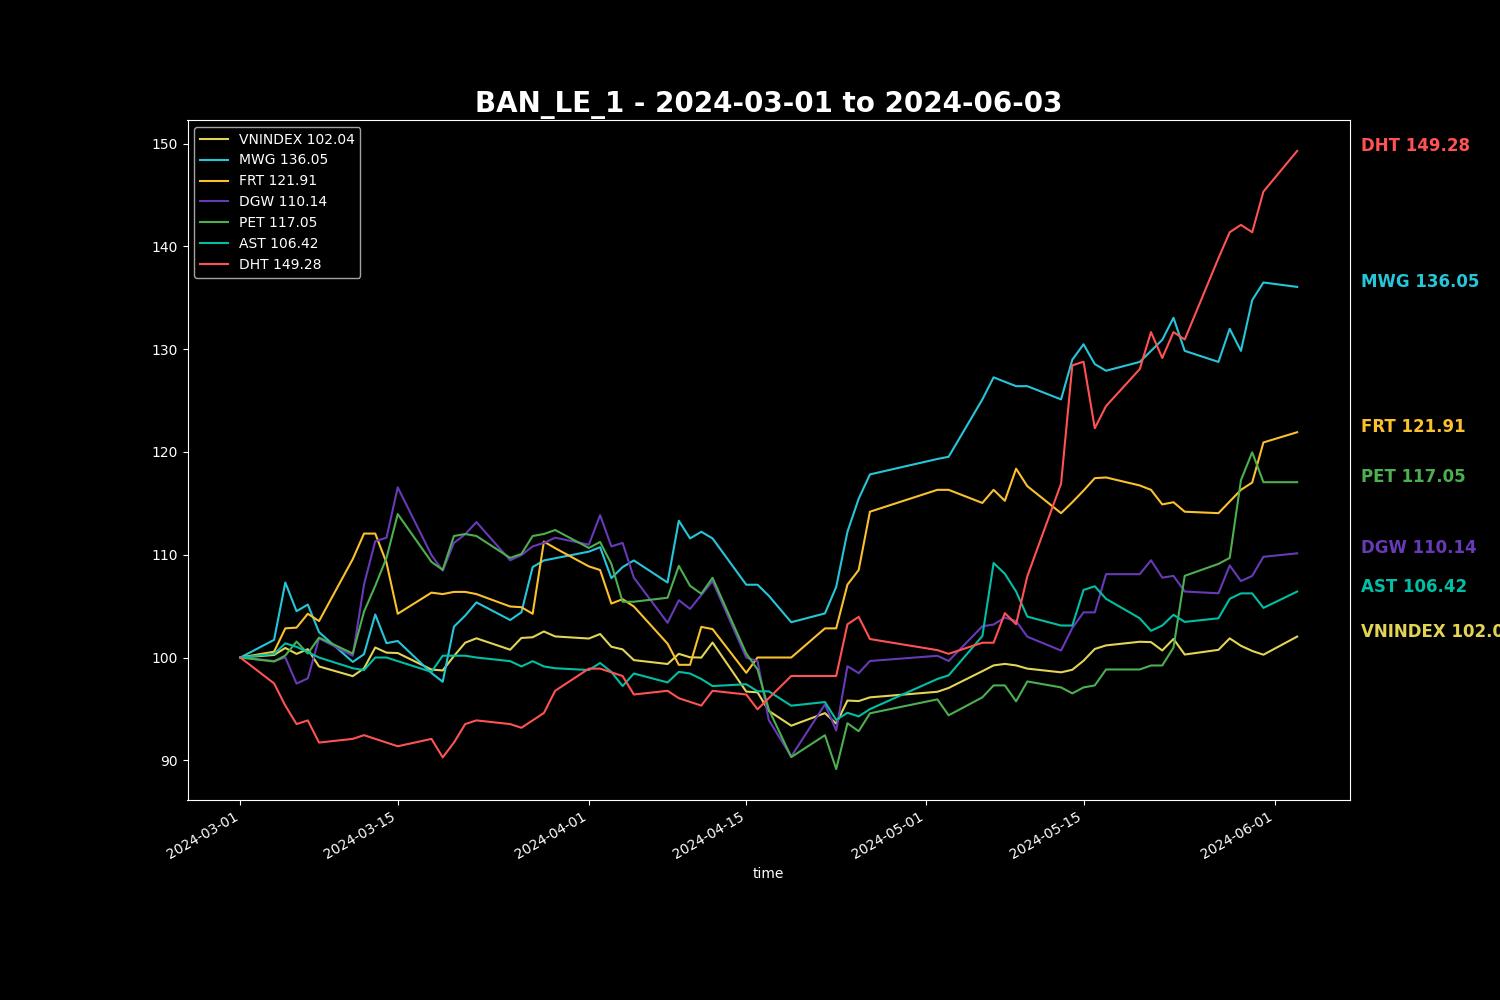 BAN_LE_1 - 2024-03-01 to 2024-06-03
VNINDEX 102.04
MWG 136.05
FRT 121.91
DGW 110.14
PET 117.05
AST 106.42
DHT 149.28
150
140
130
120
110
100
90
DHT 149.28
MWG 136.05
FRT 121.91
PET 117.05
DGW 110.14
AST 106.42
VNINDEX 102.0
2024-03-01
2024-03-15
2024-04-01
2024-04-15
2024-05-01
2024-05-15
2024-06-01
time